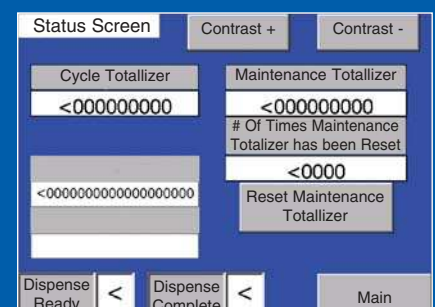 Status Screen
Contrast +
Contrast -
Cycle Totallizer
Maintenance Totallizer
<000000000
<000000000
# Of Times Maintenance
Totalizer has been Reset
<0000
<0000000000000000000
Reset Maintenance
Totallizer
Dispense
Ready
<
Dispense
Complete
<
Main